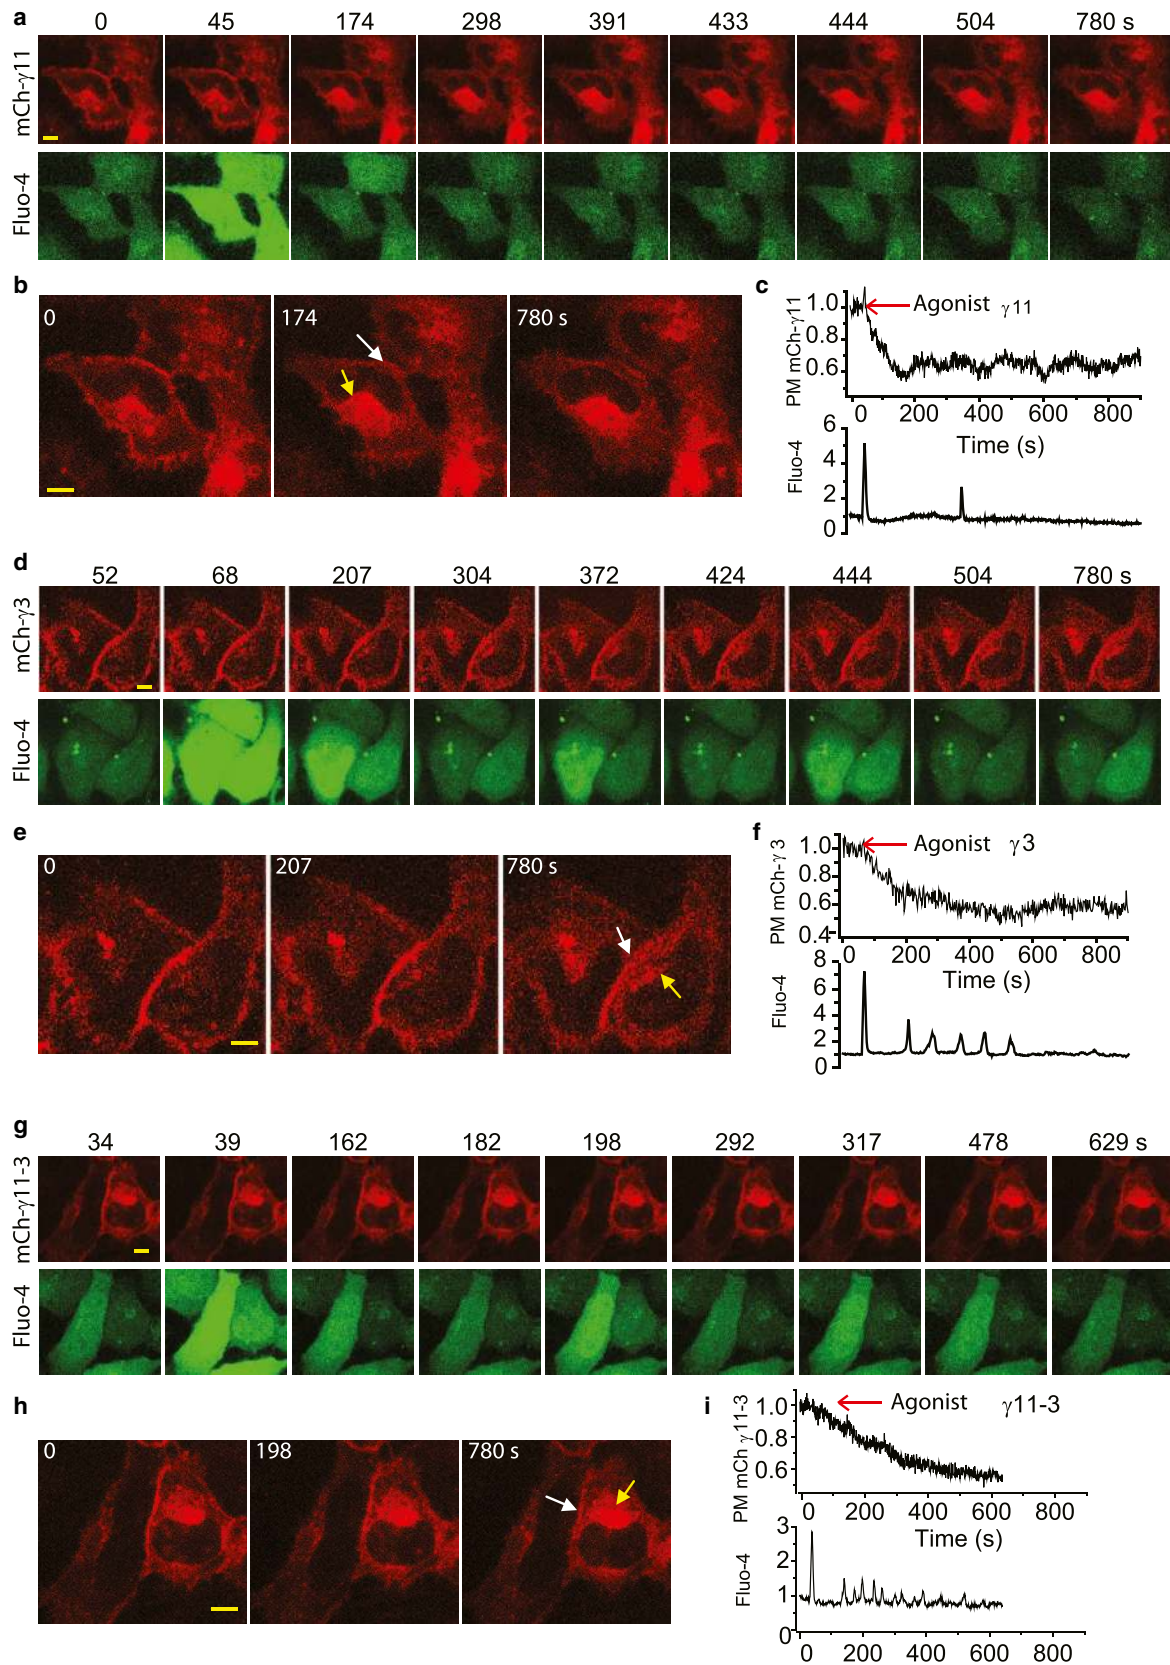 a
0 45 174 298 391 433 444 504 780 s
mCh-γ11
Fluo-4
b
0
174
780 s
c
PM mCh-γ11
1.0
0.8
0.6
Agonist γ11
0 200 400 600 800
Time (s)
Fluo-4
6
4
2
0
d
52 68 207 304 372 424 444 504 780 s
mCh-γ3
Fluo-4
e
0
207
780 s
f
PM mCh-γ 3
1.0
0.8
0.6
0.4
Agonist γ3
0 200 400 600 800
Time (s)
Fluo-4
8
6
4
2
0
g
34 39 162 182 198 292 317 478 629 s
mCh-γ11-3
Fluo-4
h
0
198
780 s
i
PM mCh γ11-3
1.0
0.8
0.6
Agonist γ11-3
0 200 400 600 800
Time (s)
Fluo-4
3
2
1
0
0 200 400 600 800